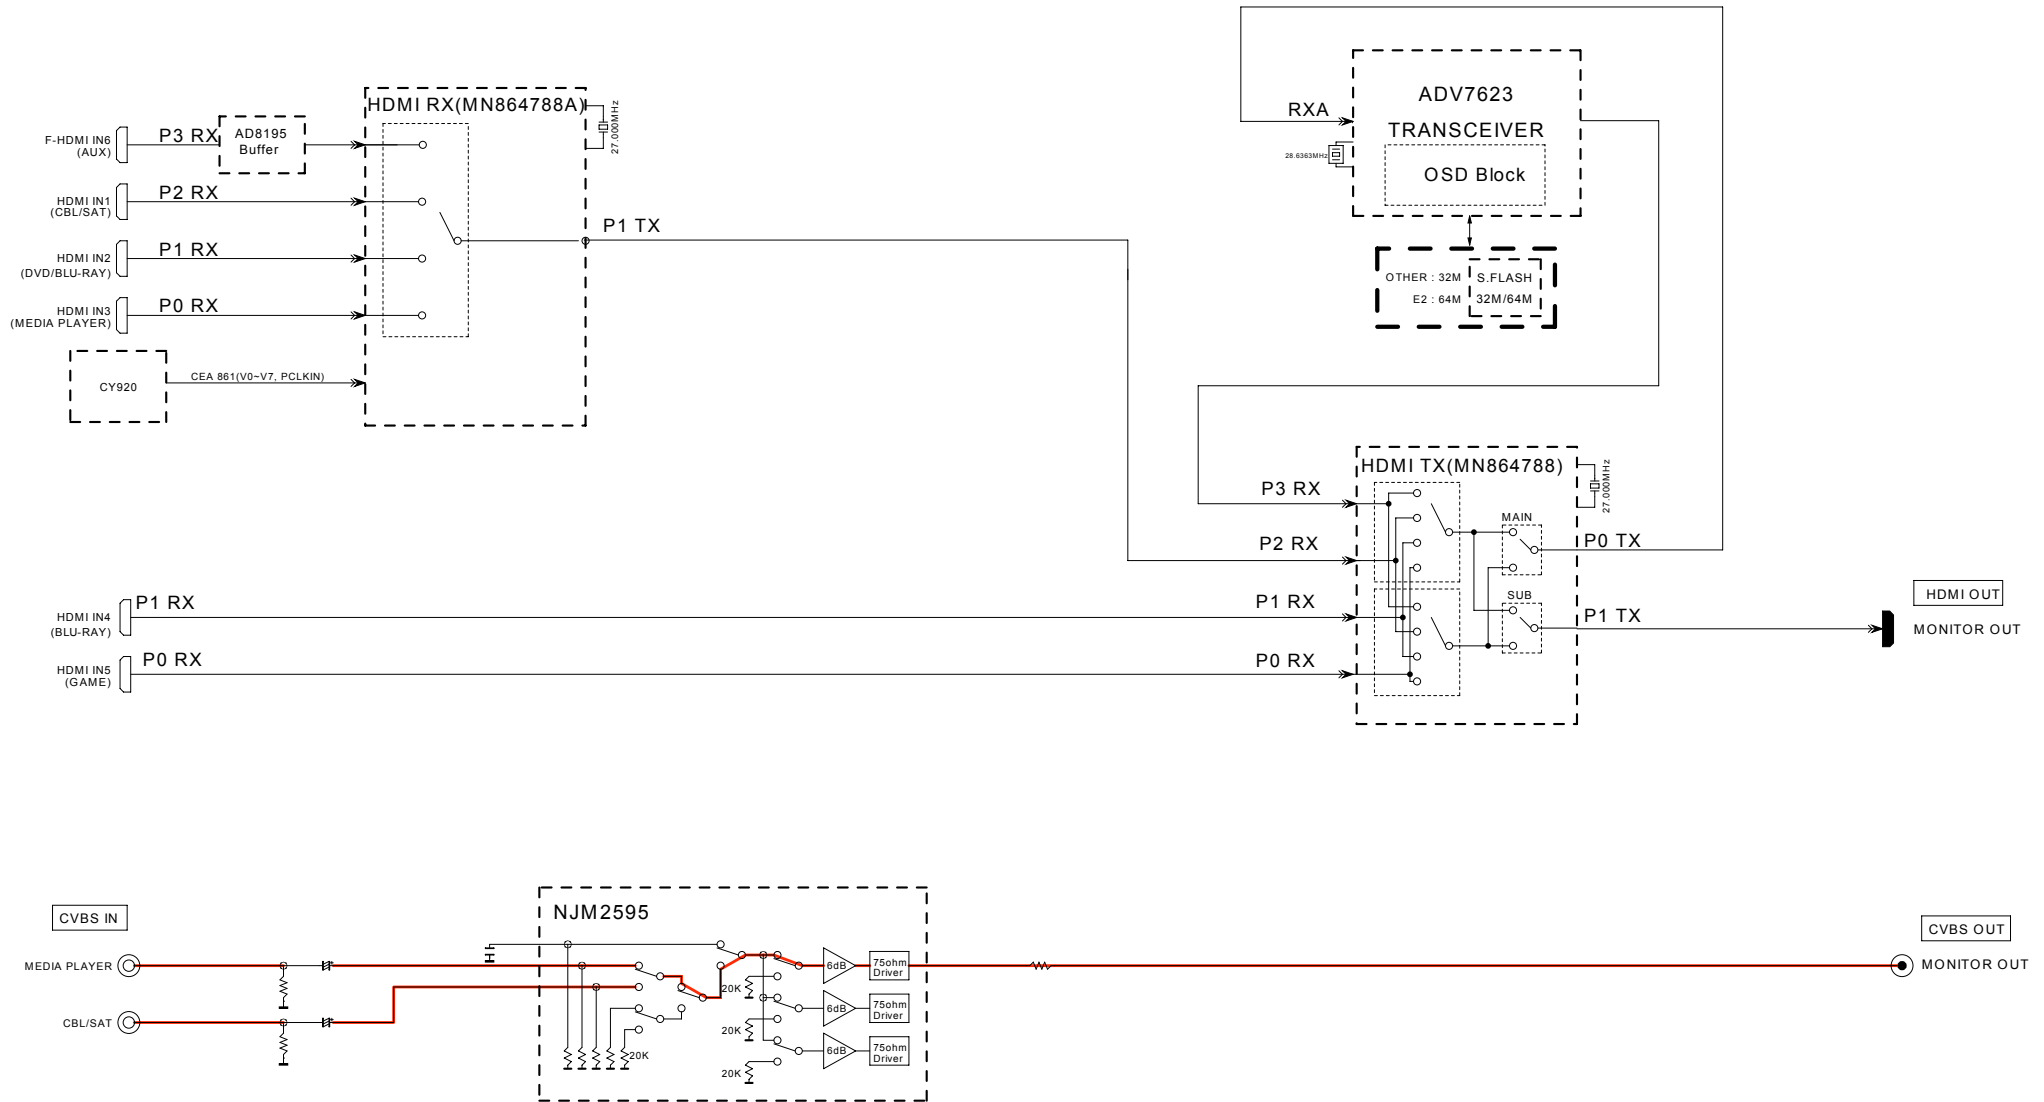 HDMI RX(MN864788A)
27.000MHz
F-HDMI IN6
(AUX)
P3 RX
AD8195
Buffer
HDMI IN1
(CBL/SAT)
P2 RX
HDMI IN2
(DVD/BLU-RAY)
P1 RX
HDMI IN3
(MEDIA PLAYER)
P0 RX
CY920
CEA 861(V0~V7, PCLKIN)
P1 TX
RXA
28.6363MHz
ADV7623
TRANSCEIVER
OSD Block
OTHER : 32M
E2 : 64M
S.FLASH
32M/64M
HDMI TX(MN864788)
27.000MHz
P3 RX
P2 RX
P1 RX
P0 RX
MAIN
SUB
P0 TX
P1 TX
HDMI OUT
MONITOR OUT
HDMI IN4
(BLU-RAY)
P1 RX
HDMI IN5
(GAME)
P0 RX
CVBS IN
MEDIA PLAYER
CBL/SAT
NJM2595
20K
20K
20K
20K
6dB
75ohm
Driver
6dB
75ohm
Driver
6dB
75ohm
Driver
CVBS OUT
MONITOR OUT